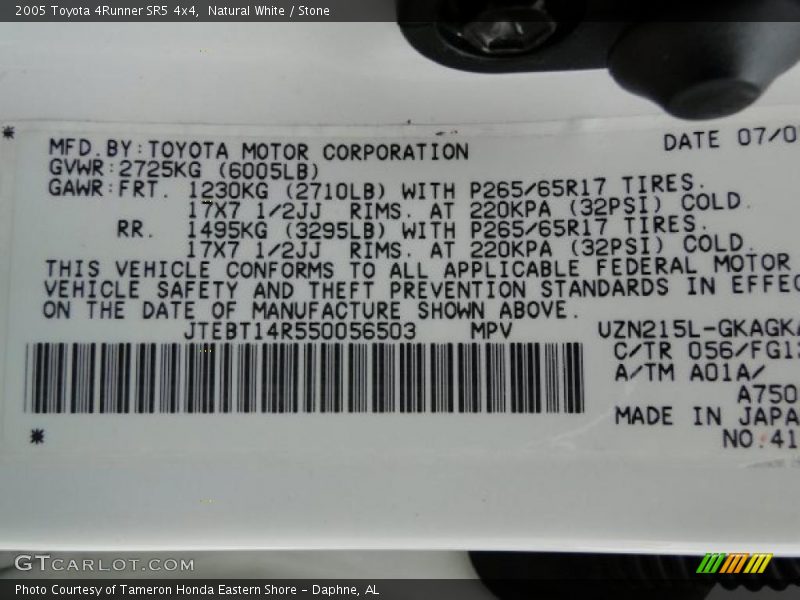 2005 Toyota 4Runner SR5 4x4,  Natural White / Stone
MFD.BY:TOYOTA MOTOR CORPORATION
DATE 07/0
GVWR:2725KG (6005LB)
GAWR:FRT. 1230KG (2710LB) WITH P265/65R17 TIRES.
17X7 1/2JJ RIMS. AT 220KPA (32PSI) COLD.
RR. 1495KG (3295LB) WITH P265/65R17 TIRES.
17X7 1/2JJ RIMS. AT 220KPA (32PSI) COLD.
THIS VEHICLE CONFORMS TO ALL APPLICABLE FEDERAL MOTOR
VEHICLE SAFETY AND THEFT PREVENTION STANDARDS IN EFFEC
ON THE DATE OF MANUFACTURE SHOWN ABOVE.
JTEBT14R550056503 MPV UZN215L-GKAGKA
C/TR 056/FG13
A/TM A01A/
A750
MADE IN JAPA
NO.41
GTCARLOT.COM
Photo Courtesy of Tameron Honda Eastern Shore - Daphne, AL